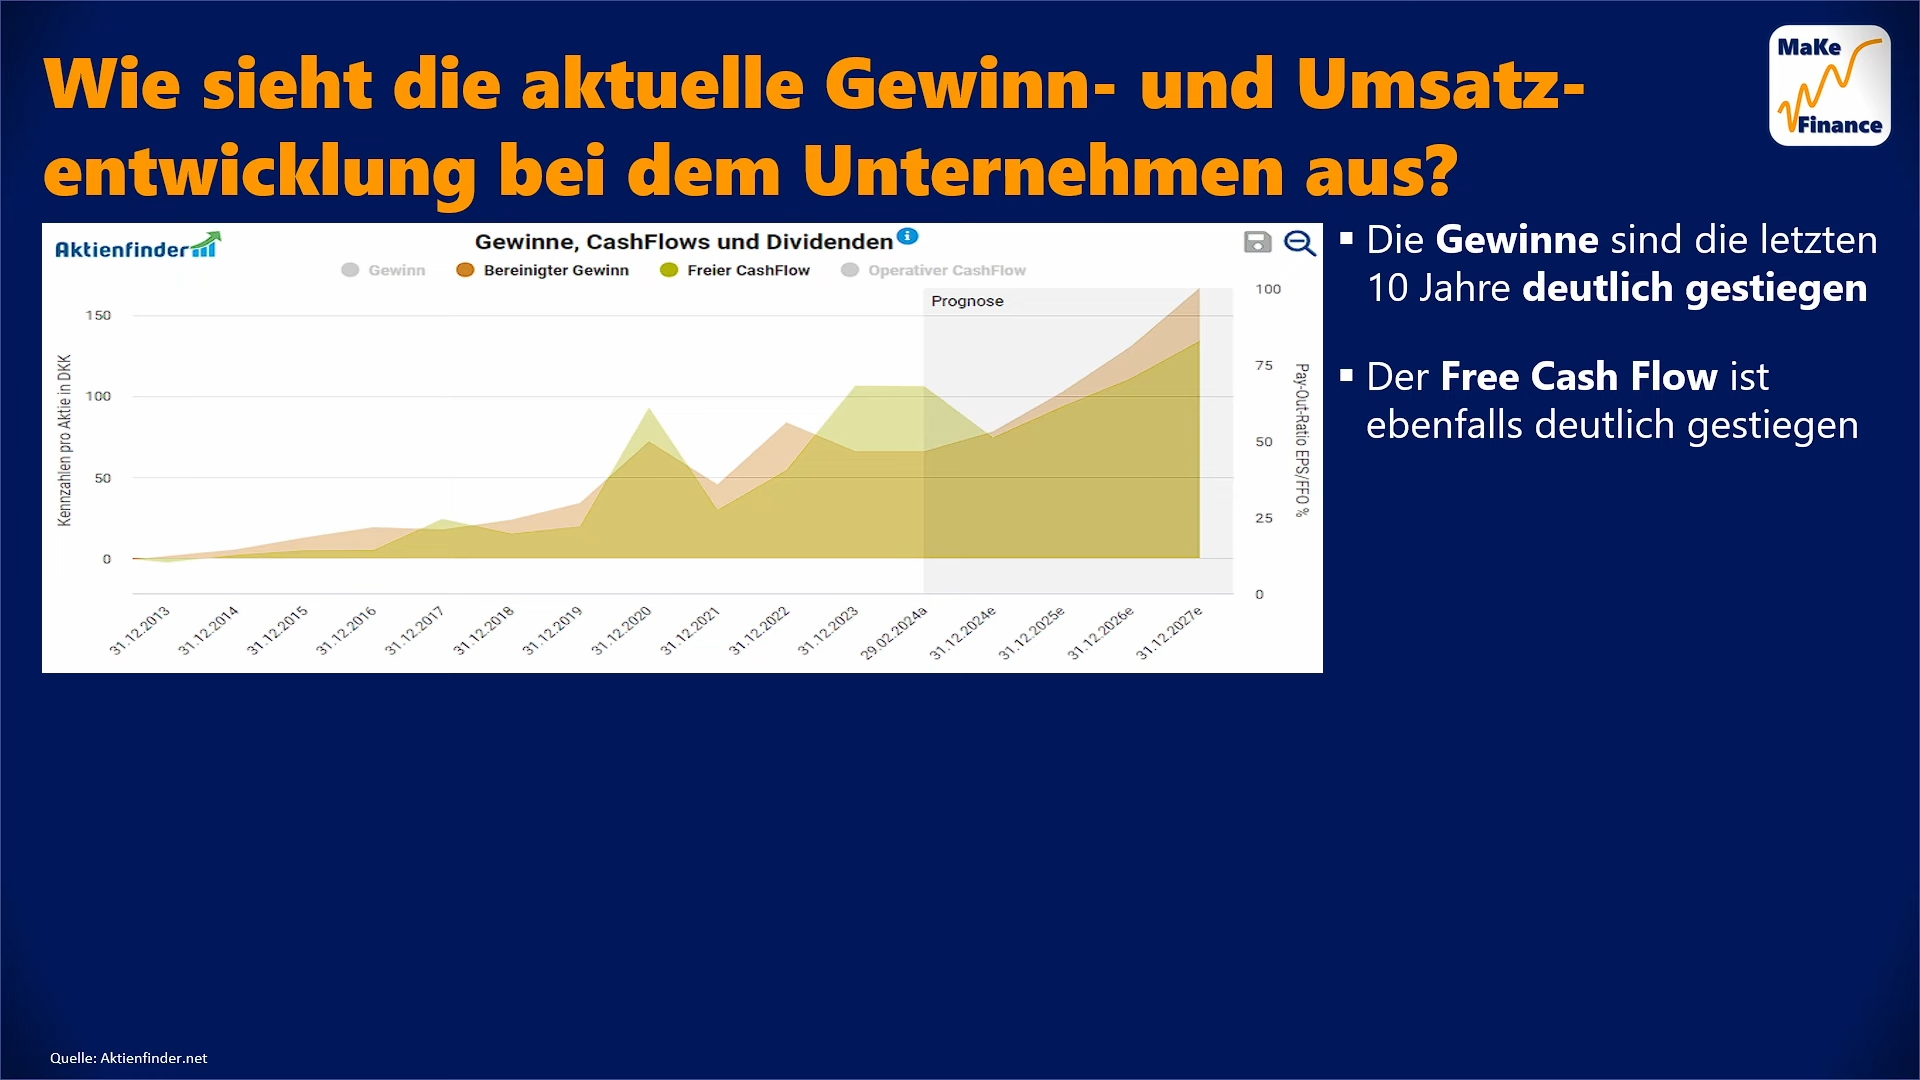 Wie sieht die aktuelle Gewinn- und Umsatz-
entwicklung bei dem Unternehmen aus?
MaKe
Finance
Aktienfinder
Gewinne, CashFlows und Dividenden
Gewinn
Bereinigter Gewinn
Freier CashFlow
Operativer CashFlow
Prognose
Kennzahlen pro Aktie in DKK
150
100
50
0
Pay-Out-Ratio EPS/FFO %
100
75
50
25
0
31.12.2013
31.12.2014
31.12.2015
31.12.2016
31.12.2017
31.12.2018
31.12.2019
31.12.2020
31.12.2021
31.12.2022
31.12.2023
29.02.2024a
31.12.2024e
31.12.2025e
31.12.2026e
31.12.2027e
▪ Die Gewinne sind die letzten
10 Jahre deutlich gestiegen
▪ Der Free Cash Flow ist
ebenfalls deutlich gestiegen
Quelle: Aktienfinder.net